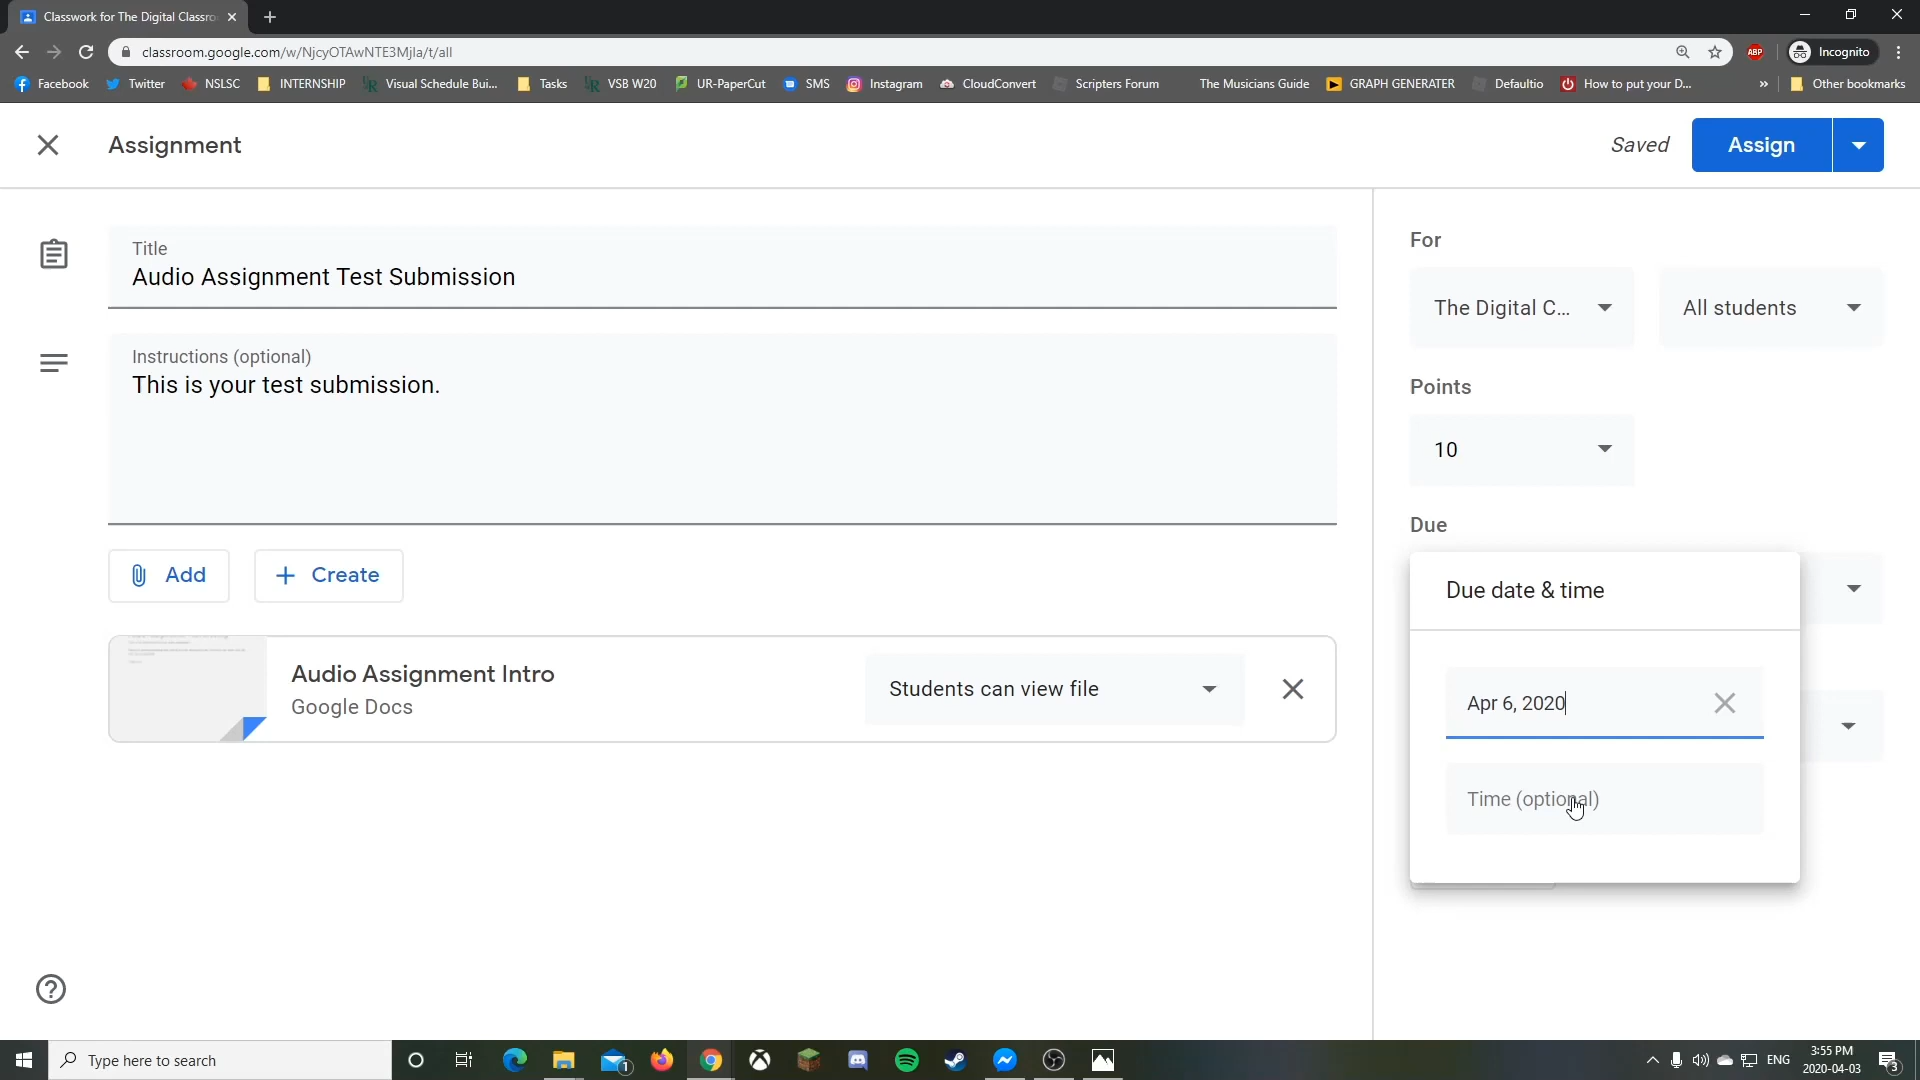 Classwork for The Digital Classro
classroom.google.com/w/NjcyOTAwNTE3Mjla/t/all
ABP
Incognito
Facebook
Twitter
NSLSC
INTERNSHIP
Visual Schedule Bui...
Tasks
VSB W20
UR-PaperCut
SMS
Instagram
CloudConvert
Scripters Forum
The Musicians Guide
GRAPH GENERATER
Defaultio
How to put your D...
»
Other bookmarks
Assignment
Saved
Assign
Title
Audio Assignment Test Submission
Instructions (optional)
This is your test submission.
Add
Create
Audio Assignment Intro
Google Docs
Students can view file
For
The Digital C...
All students
Points
10
Due
Due date & time
Apr 6, 2020
Time (optional)
Type here to search
1
ENG
3:55 PM
2020-04-03
3